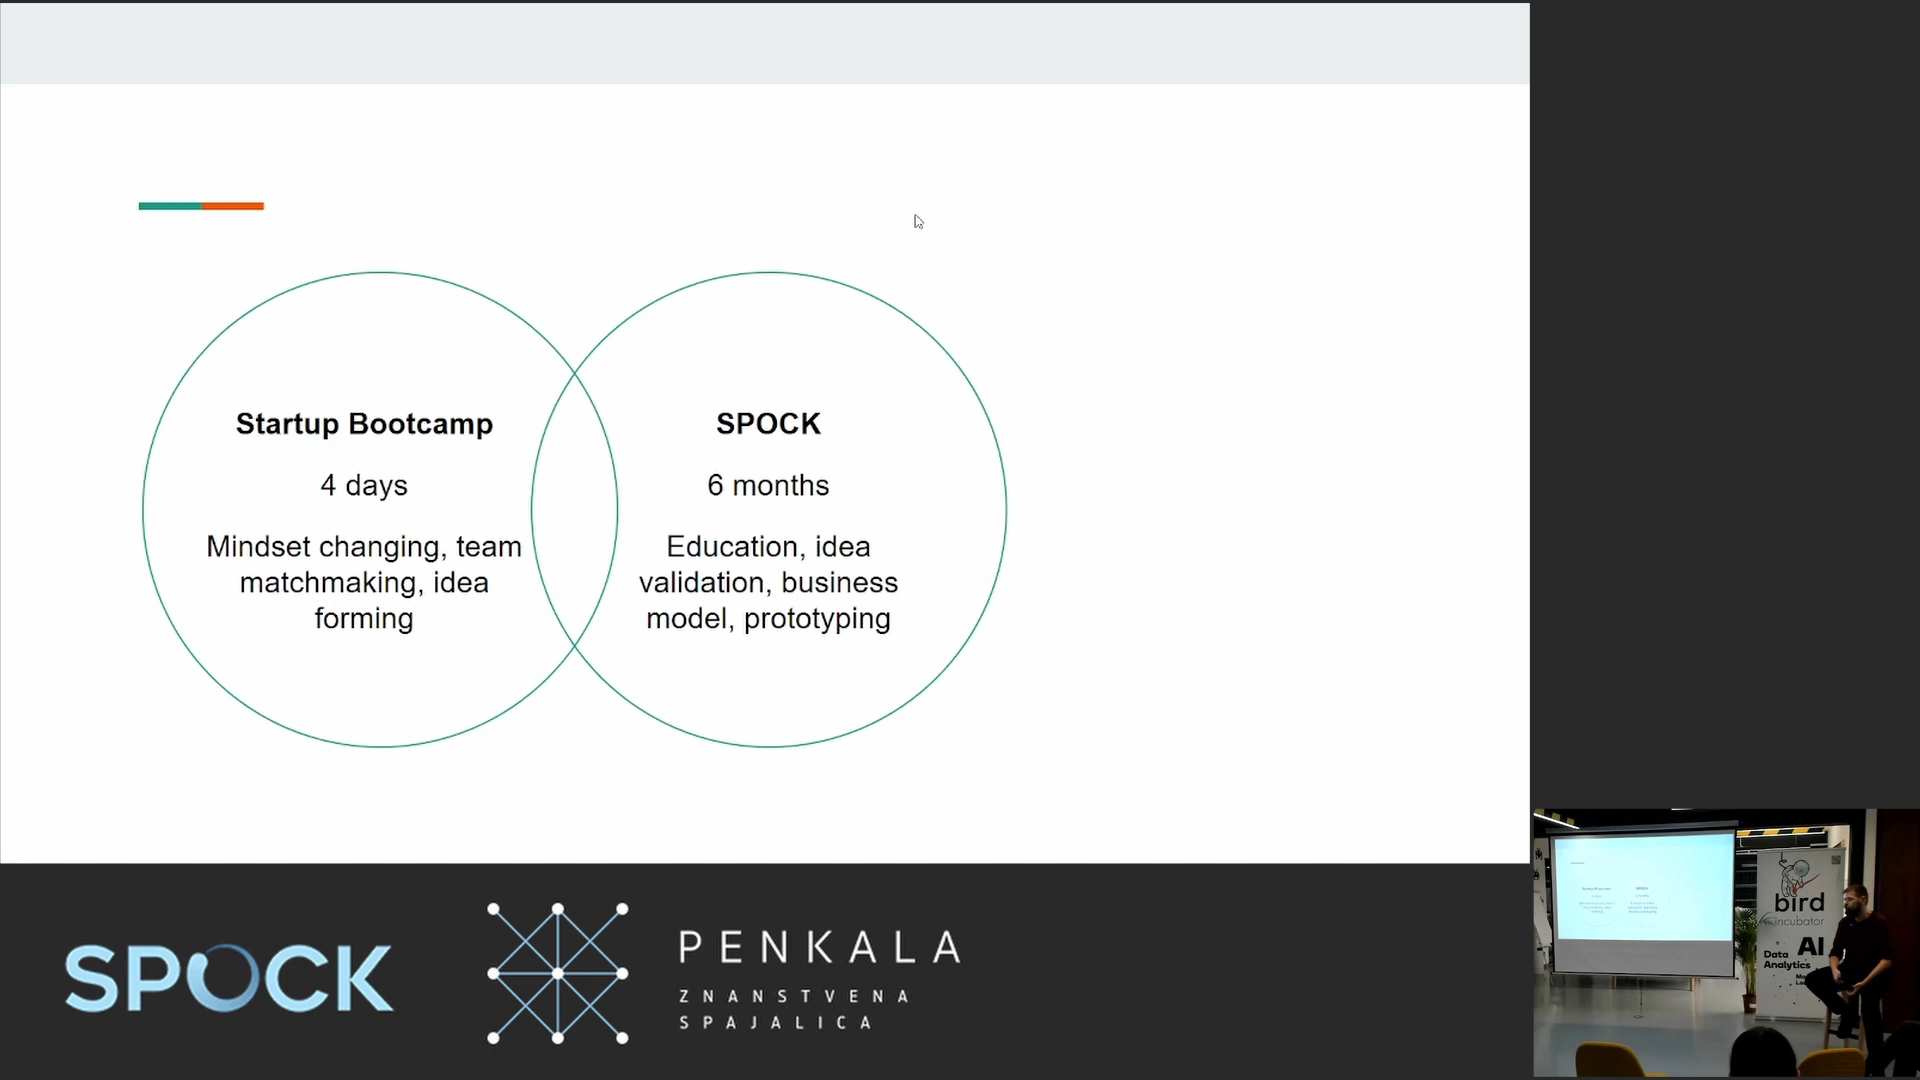 Startup Bootcamp
4 days
Mindset changing, team
matchmaking, idea
forming
SPOCK
6 months
Education, idea
validation, business
model, prototyping
SPOCK
PENKALA
ZNANSTVENA
SPAJALICA
bird
incubator
AI
Data
Analytics